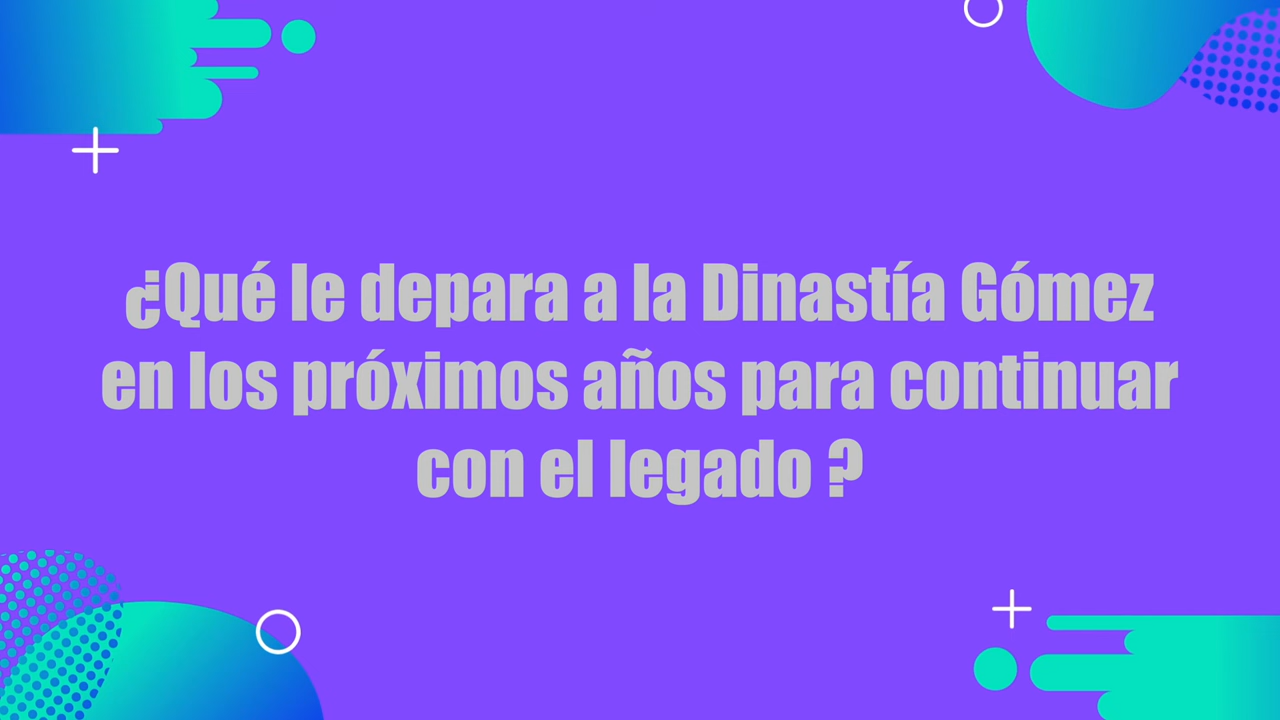 ¿Qué le depara a la Dinastía Gómez
en los próximos años para continuar
con el legado ?